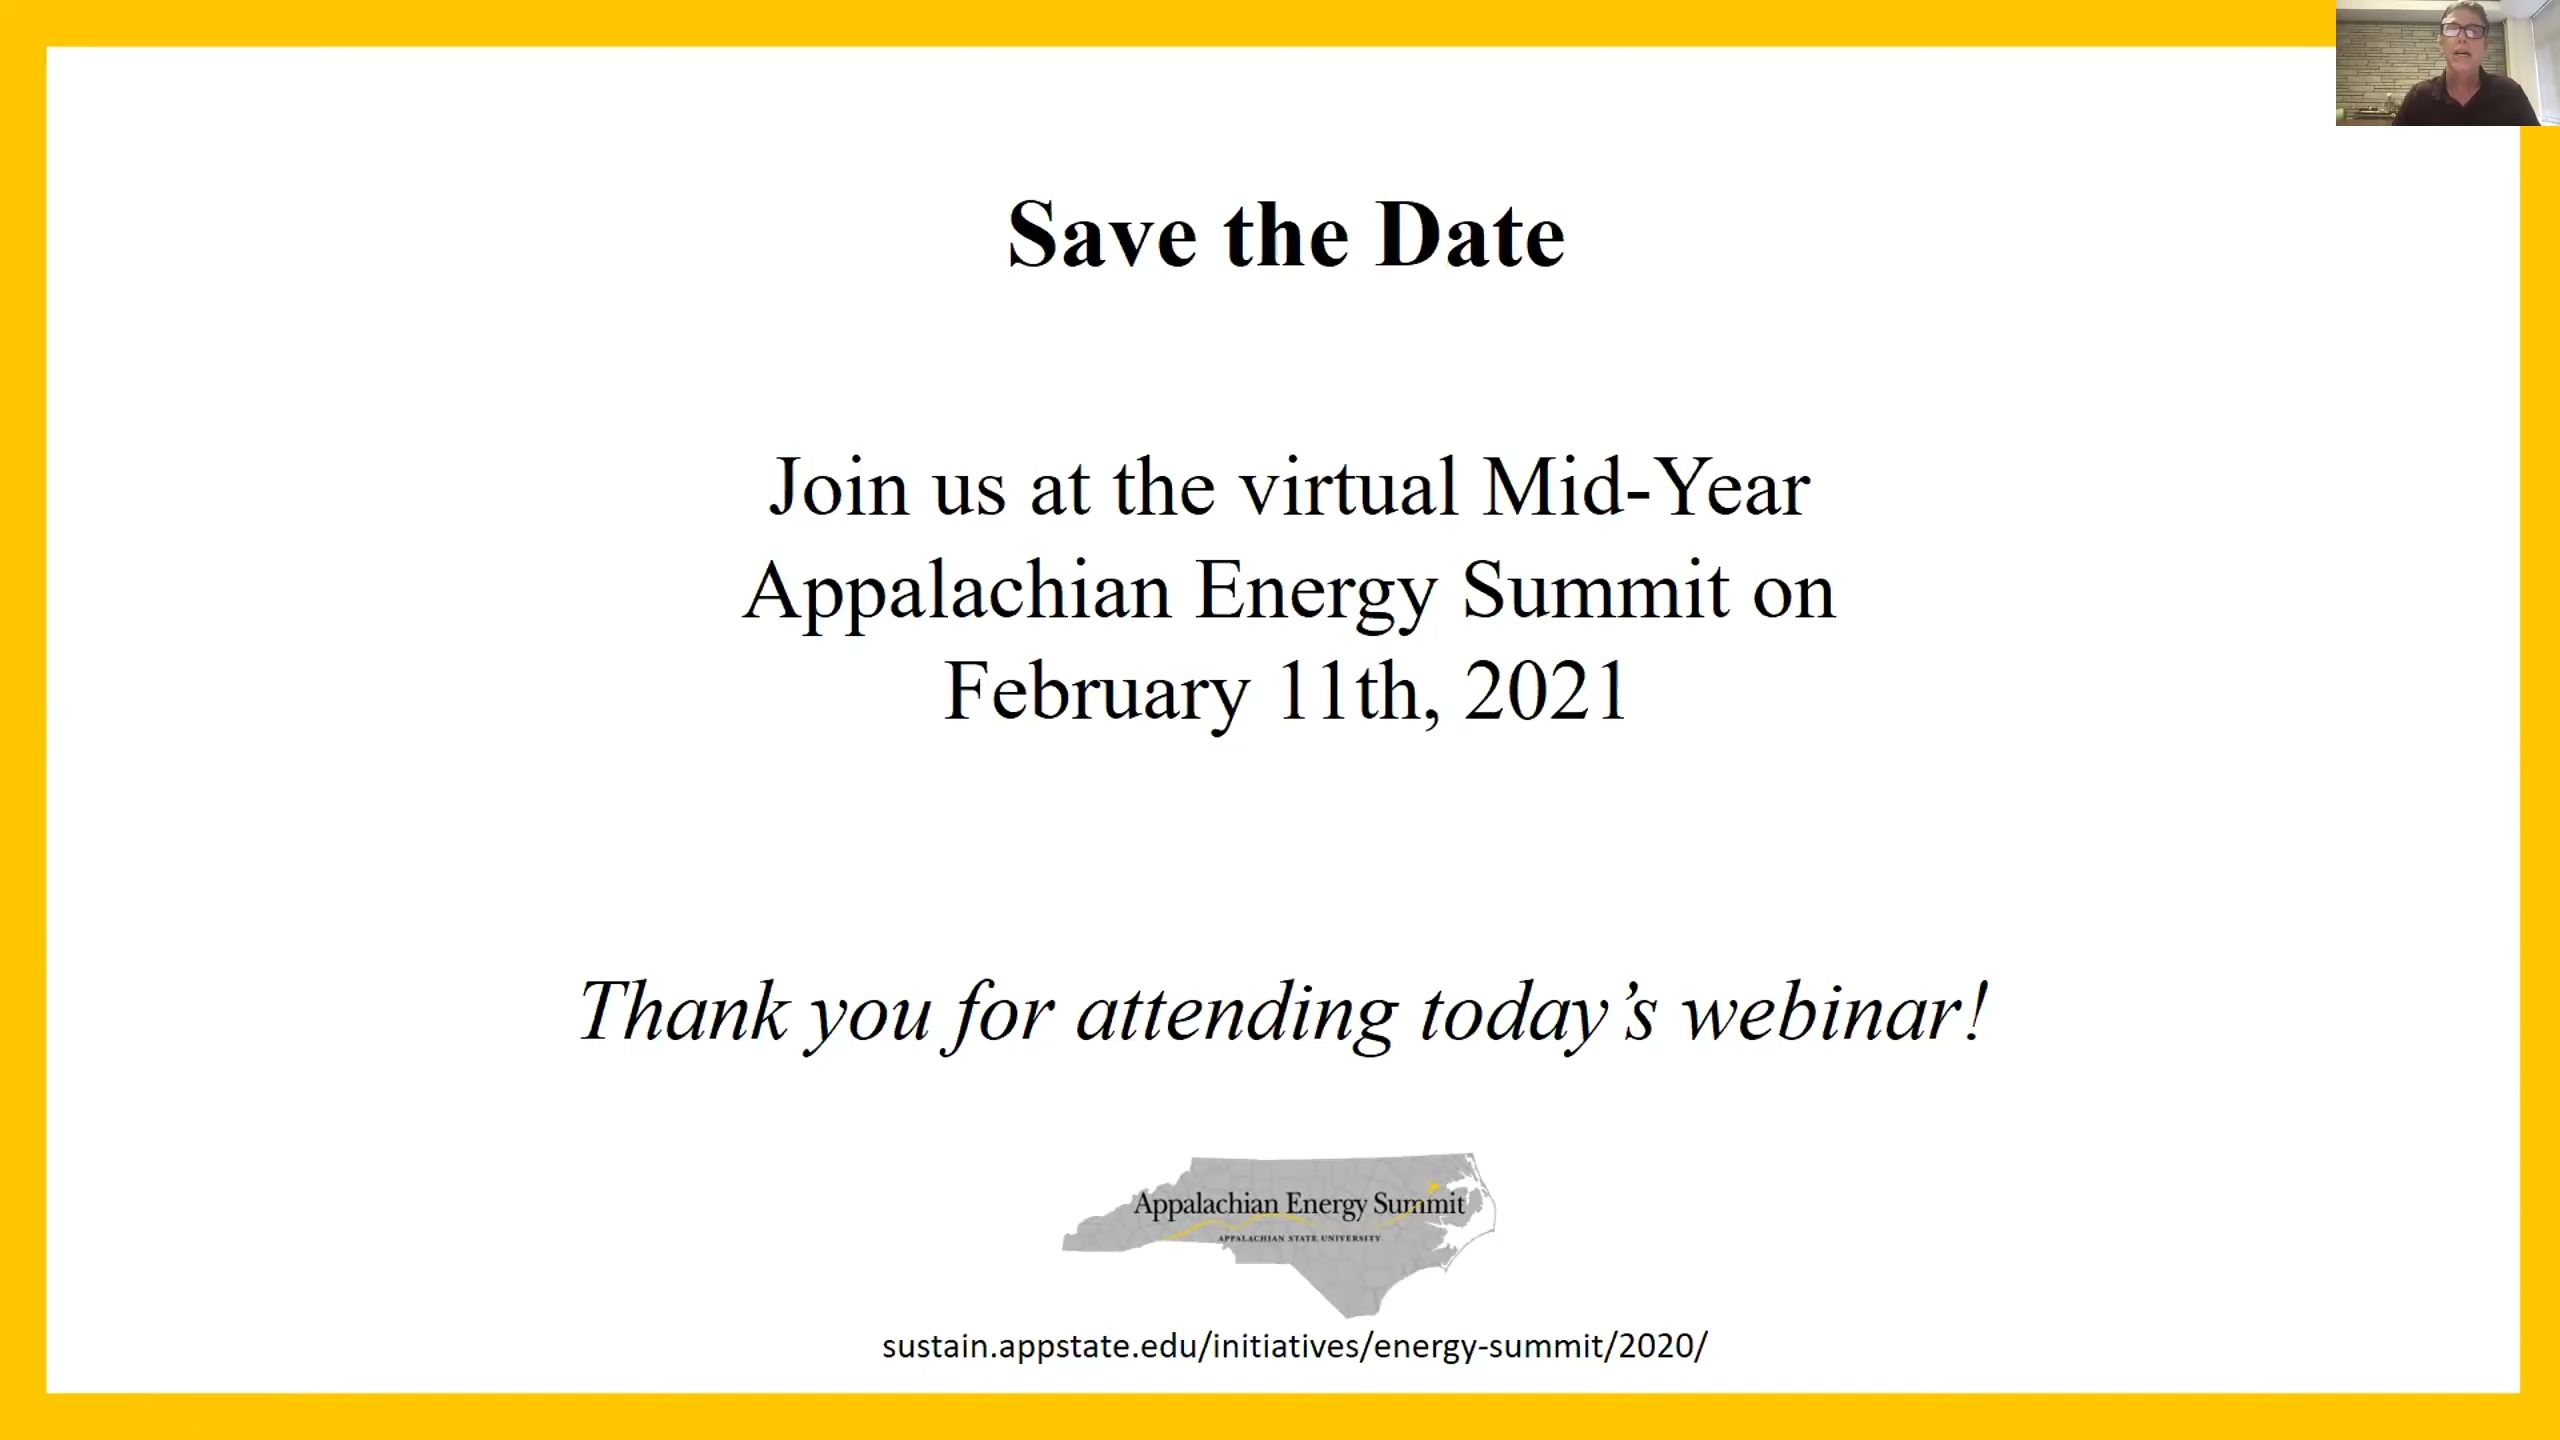 Save the Date
Join us at the virtual Mid-Year
Appalachian Energy Summit on
February 11th, 2021
Thank you for attending today’s webinar!
Appalachian Energy Summit
APPALACHIAN STATE UNIVERSITY
sustain.appstate.edu/initiatives/energy-summit/2020/